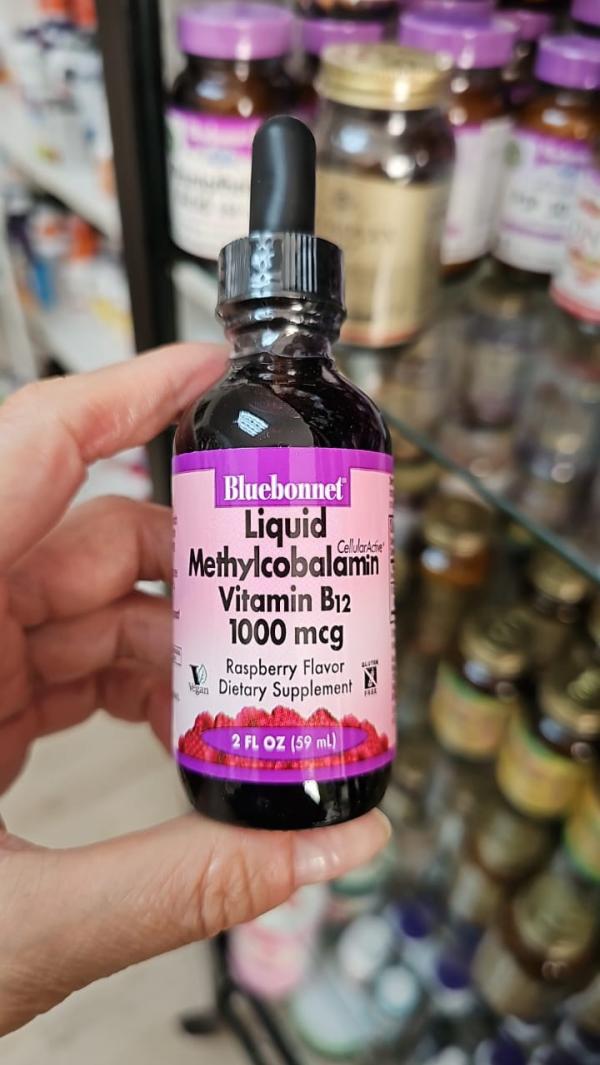 Bluebonnet®
Liquid
CellularActive®
Methylcobalamin
Vitamin B12
1000 mcg
Raspberry Flavor
Dietary Supplement
Vegan
GLUTEN
FREE
2 FL OZ (59 mL)